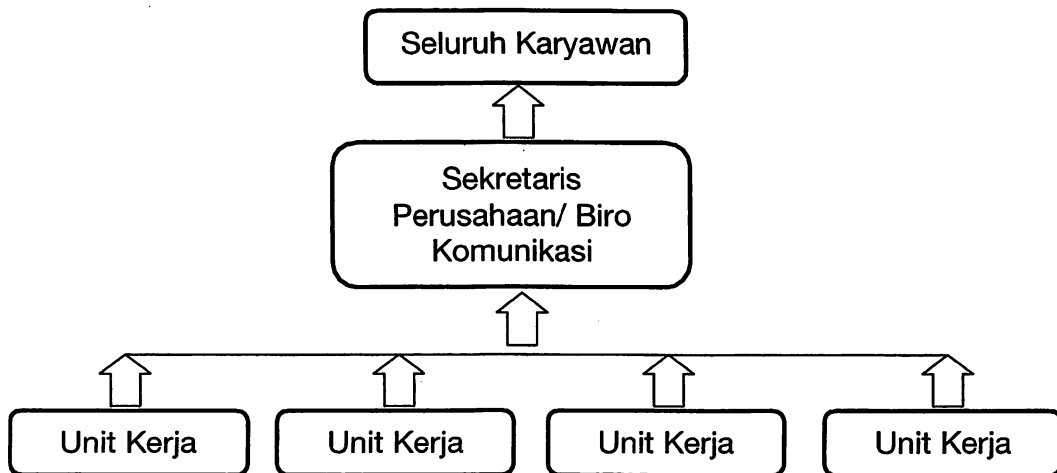 Seluruh Karyawan
Sekretaris
Perusahaan/ Biro
Komunikasi
Unit Kerja
Unit Kerja
Unit Kerja
Unit Kerja